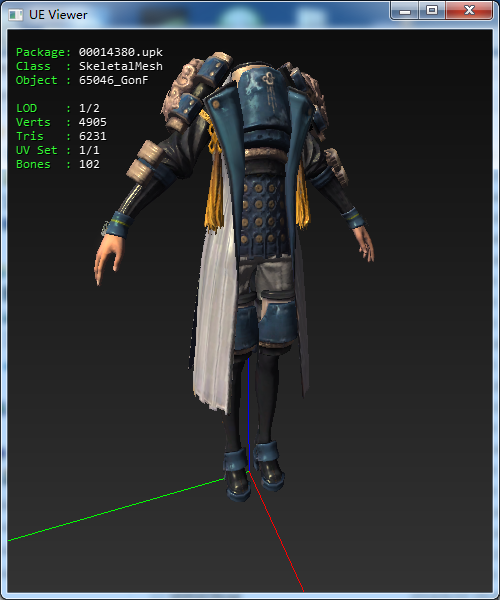 UE Viewer
Package: 00014380.upk
Class : SkeletalMesh
Object : 65046_GonF
LOD : 1/2
Verts : 4905
Tris : 6231
UV Set : 1/1
Bones : 102